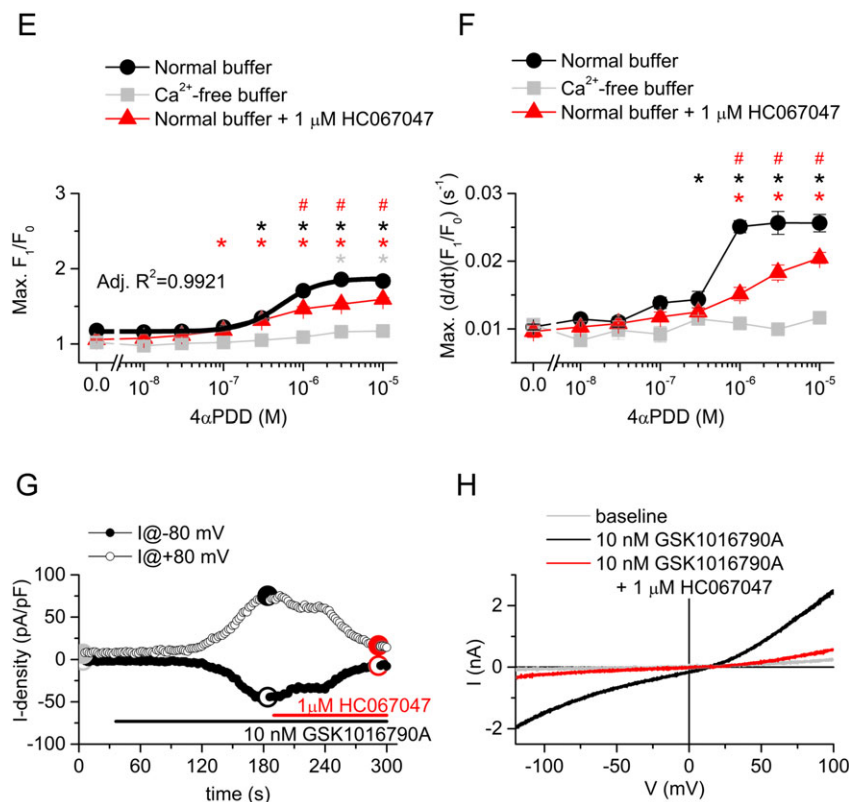 E
Normal buffer
Ca²⁺-free buffer
Normal buffer + 1 μM HC067047
Max. F₁/F₀
3
2
1
# # #
* * * *
* * * * *
* *
Adj. R²=0.9921
0.0 10⁻⁸ 10⁻⁷ 10⁻⁶ 10⁻⁵
4αPDD (M)
F
Normal buffer
Ca²⁺-free buffer
Normal buffer + 1 μM HC067047
Max. (d/dt)(F₁/F₀) (s⁻¹)
0.03
0.02
0.01
# # #
* * * *
* * *
0.0 10⁻⁸ 10⁻⁷ 10⁻⁶ 10⁻⁵
4αPDD (M)
G
I@-80 mV
I@+80 mV
I-density (pA/pF)
100
50
0
-50
-100
1μM HC067047
10 nM GSK1016790A
0 60 120 180 240 300
time (s)
H
baseline
10 nM GSK1016790A
10 nM GSK1016790A
+ 1 μM HC067047
I (nA)
2
0
-2
-100 -50 0 50 100
V (mV)